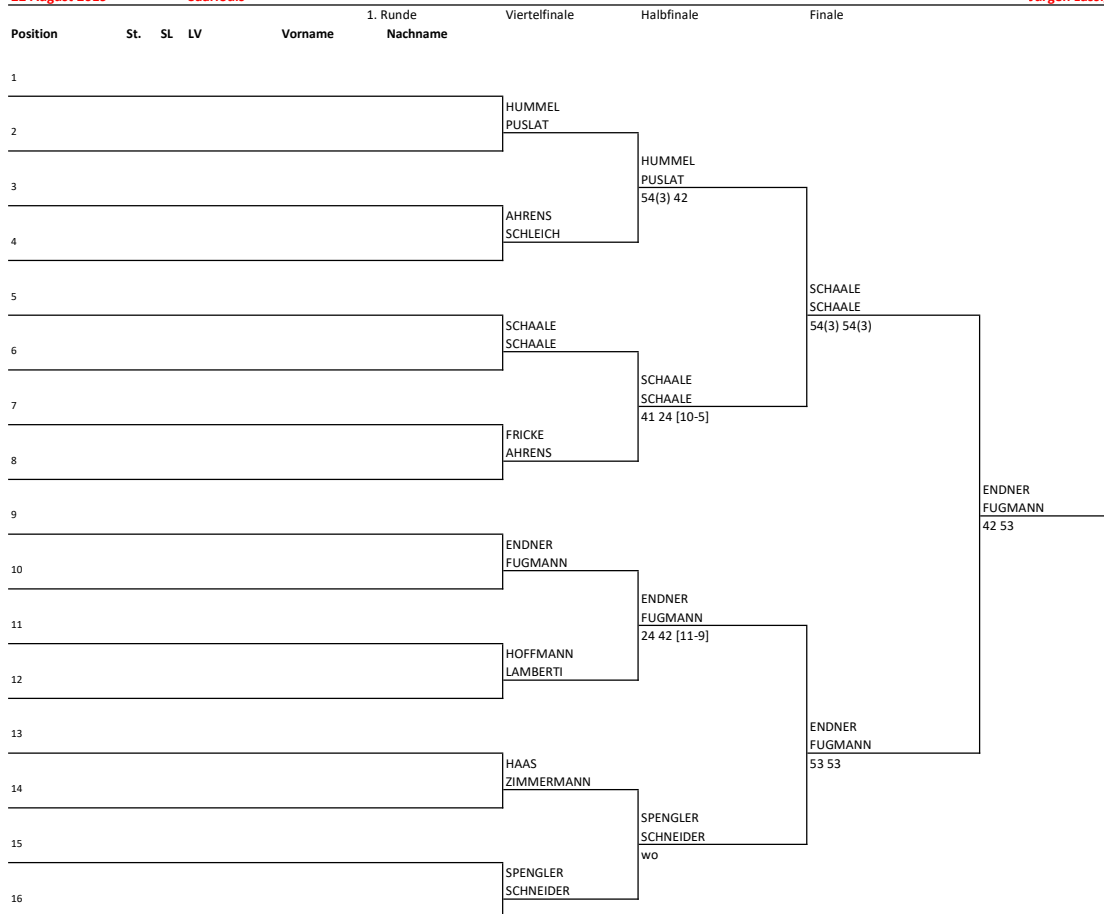 1. Runde Viertelfinale Halbfinale Finale
Position St. SL LV Vorname Nachname
1
HUMMEL
2 PUSLAT
HUMMEL
3 PUSLAT
54(3) 42
AHRENS
4 SCHLEICH
5 SCHAALE
SCHAALE
54(3) 54(3)
SCHAALE
6 SCHAALE
SCHAALE
7 SCHAALE
41 24 [10-5]
FRICKE
8 AHRENS
9 ENDNER
FUGMANN
42 53
ENDNER
10 FUGMANN
ENDNER
11 FUGMANN
24 42 [11-9]
HOFFMANN
12 LAMBERTI
13 ENDNER
FUGMANN
53 53
HAAS
14 ZIMMERMANN
SPENGLER
15 SCHNEIDER
wo
SPENGLER
16 SCHNEIDER